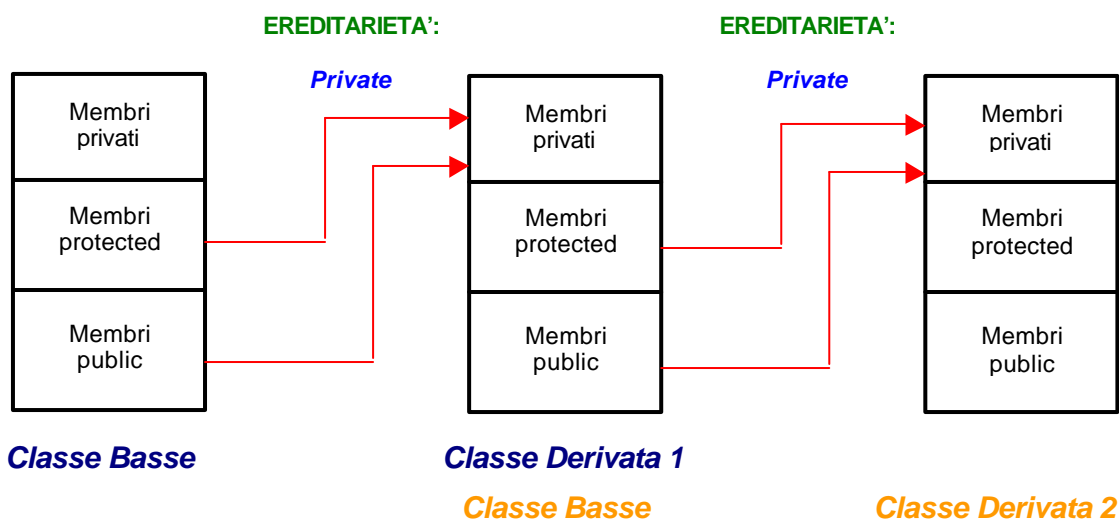 EREDITARIETA’:
EREDITARIETA’:
Private
Private
Membri
privati
Membri
protected
Membri
public
Membri
privati
Membri
protected
Membri
public
Membri
privati
Membri
protected
Membri
public
Classe Basse
Classe Derivata 1
Classe Basse
Classe Derivata 2